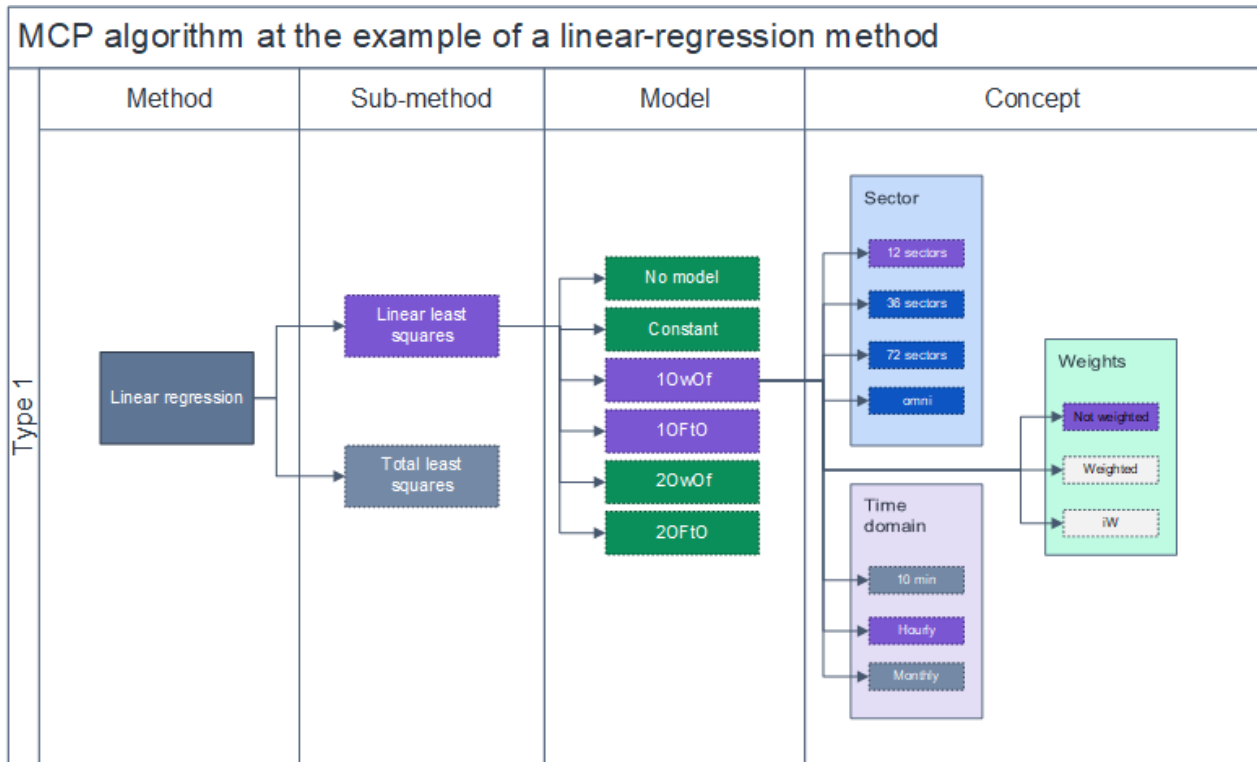 MCP algorithm at the example of a linear-regression method
Type 1
Method
Sub-method
Model
Concept
Linear regression
Linear least
squares
Total least
squares
No model
Constant
1OwOf
1OFtO
2OwOf
2OFtO
Sector
12 sectors
36 sectors
72 sectors
omni
Time
domain
10 min
Hourly
Monthly
Weights
Not weighted
Weighted
iW